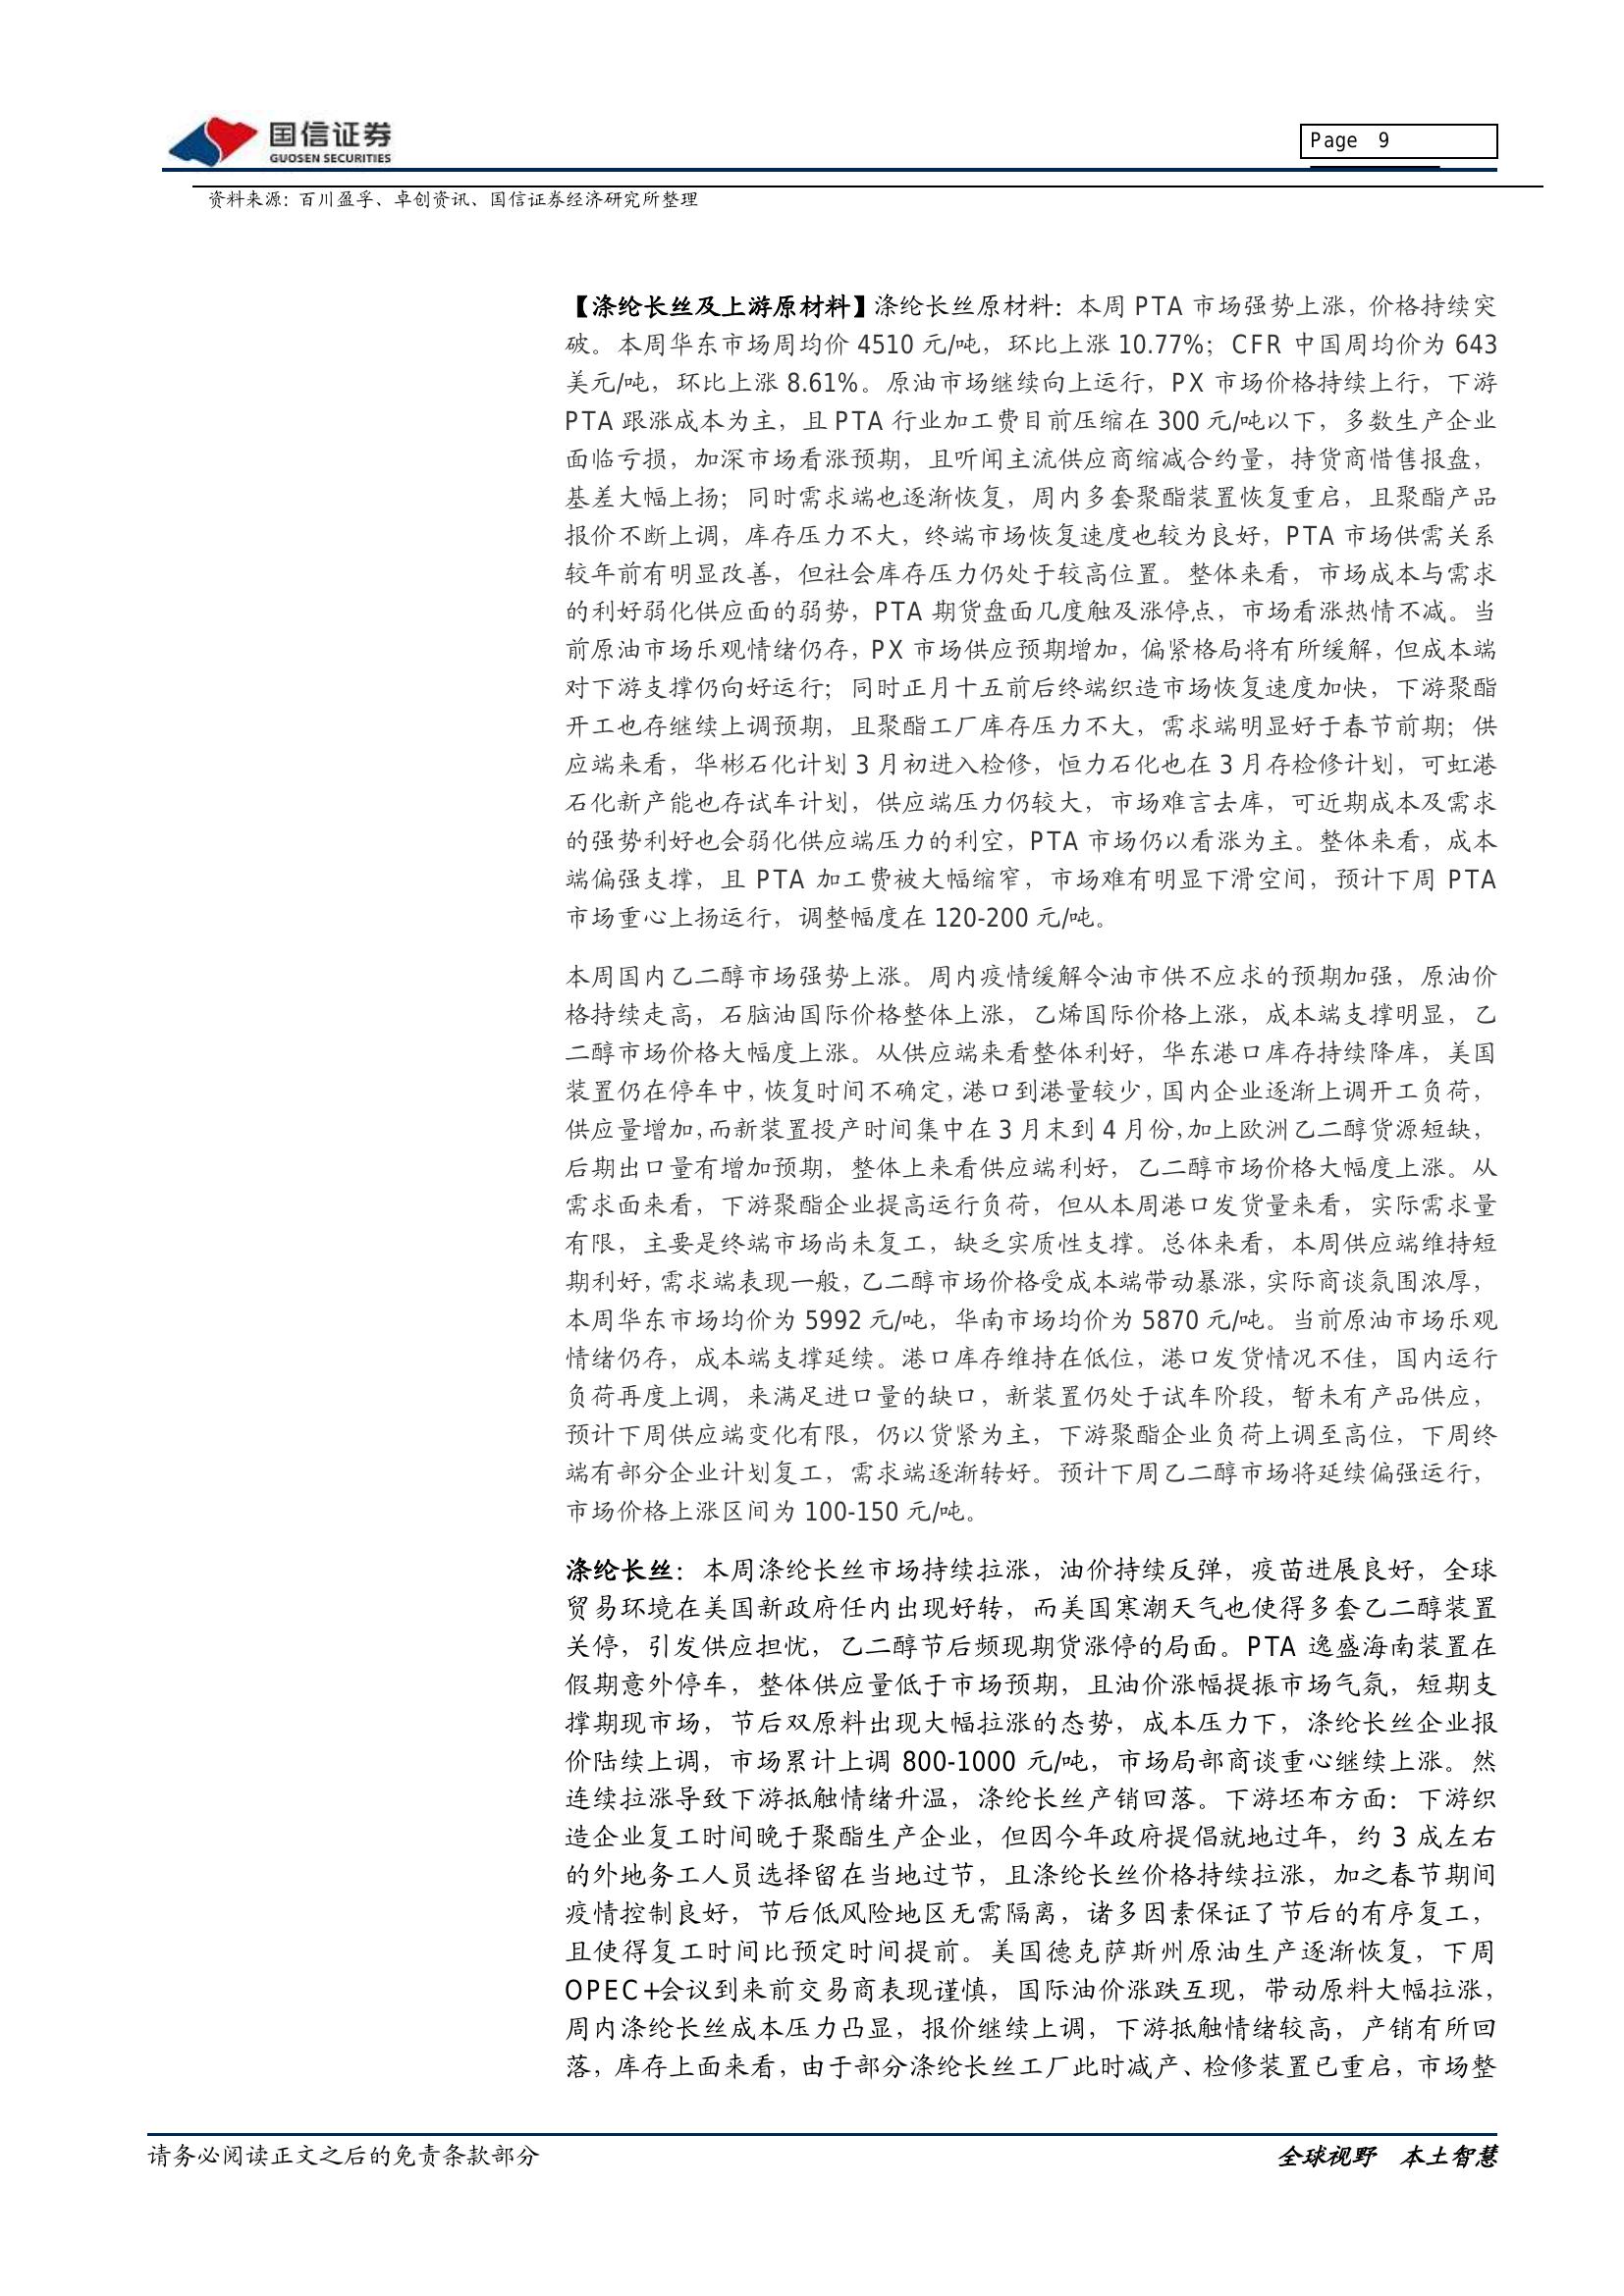 国信证券
GUOSEN SECURITIES
Page 9
资料来源：百川盈孚、卓创资讯、国信证券经济研究所整理
【涤纶长丝及上游原材料】涤纶长丝原材料：本周 PTA 市场强势上涨，价格持续突
破。本周华东市场周均价 4510 元/吨，环比上涨 10.77%；CFR 中国周均价为 643
美元/吨，环比上涨 8.61%。原油市场继续向上运行，PX 市场价格持续上行，下游
PTA 跟涨成本为主，且 PTA 行业加工费目前压缩在 300 元/吨以下，多数生产企业
面临亏损，加深市场看涨预期，且听闻主流供应商缩减合约量，持货商惜售报盘，
基差大幅上扬；同时需求端也逐渐恢复，周内多套聚酯装置恢复重启，且聚酯产品
报价不断上调，库存压力不大，终端市场恢复速度也较为良好，PTA 市场供需关系
较年前有明显改善，但社会库存压力仍处于较高位置。整体来看，市场成本与需求
的利好弱化供应面的弱势，PTA 期货盘面几度触及涨停点，市场看涨热情不减。当
前原油市场乐观情绪仍存，PX 市场供应预期增加，偏紧格局将有所缓解，但成本端
对下游支撑仍向好运行；同时正月十五前后终端织造市场恢复速度加快，下游聚酯
开工也存继续上调预期，且聚酯工厂库存压力不大，需求端明显好于春节前期；供
应端来看，华彬石化计划 3 月初进入检修，恒力石化也在 3 月存检修计划，可虹港
石化新产能也存试车计划，供应端压力仍较大，市场难言去库，可近期成本及需求
的强势利好也会弱化供应端压力的利空，PTA 市场仍以看涨为主。整体来看，成本
端偏强支撑，且 PTA 加工费被大幅缩窄，市场难有明显下滑空间，预计下周 PTA
市场重心上扬运行，调整幅度在 120-200 元/吨。
本周国内乙二醇市场强势上涨。周内疫情缓解令油市供不应求的预期加强，原油价
格持续走高，石脑油国际价格整体上涨，乙烯国际价格上涨，成本端支撑明显，乙
二醇市场价格大幅度上涨。从供应端来看整体利好，华东港口库存持续降库，美国
装置仍在停车中，恢复时间不确定，港口到港量较少，国内企业逐渐上调开工负荷，
供应量增加，而新装置投产时间集中在 3 月末到 4 月份，加上欧洲乙二醇货源短缺，
后期出口量有增加预期，整体上来看供应端利好，乙二醇市场价格大幅度上涨。从
需求面来看，下游聚酯企业提高运行负荷，但从本周港口发货量来看，实际需求量
有限，主要是终端市场尚未复工，缺乏实质性支撑。总体来看，本周供应端维持短
期利好，需求端表现一般，乙二醇市场价格受成本端带动暴涨，实际商谈氛围浓厚，
本周华东市场均价为 5992 元/吨，华南市场均价为 5870 元/吨。当前原油市场乐观
情绪仍存，成本端支撑延续。港口库存维持在低位，港口发货情况不佳，国内运行
负荷再度上调，来满足进口量的缺口，新装置仍处于试车阶段，暂未有产品供应，
预计下周供应端变化有限，仍以货紧为主，下游聚酯企业负荷上调至高位，下周终
端有部分企业计划复工，需求端逐渐转好。预计下周乙二醇市场将延续偏强运行，
市场价格上涨区间为 100-150 元/吨。
涤纶长丝：本周涤纶长丝市场持续拉涨，油价持续反弹，疫苗进展良好，全球
贸易环境在美国新政府任内出现好转，而美国寒潮天气也使得多套乙二醇装置
关停，引发供应担忧，乙二醇节后频现期货涨停的局面。PTA 逸盛海南装置在
假期意外停车，整体供应量低于市场预期，且油价涨幅提振市场气氛，短期支
撑期现市场，节后双原料出现大幅拉涨的态势，成本压力下，涤纶长丝企业报
价陆续上调，市场累计上调 800-1000 元/吨，市场局部商谈重心继续上涨。然
连续拉涨导致下游抵触情绪升温，涤纶长丝产销回落。下游坯布方面：下游织
造企业复工时间晚于聚酯生产企业，但因今年政府提倡就地过年，约 3 成左右
的外地务工人员选择留在当地过节，且涤纶长丝价格持续拉涨，加之春节期间
疫情控制良好，节后低风险地区无需隔离，诸多因素保证了节后的有序复工，
且使得复工时间比预定时间提前。美国德克萨斯州原油生产逐渐恢复，下周
OPEC+会议到来前交易商表现谨慎，国际油价涨跌互现，带动原料大幅拉涨，
周内涤纶长丝成本压力凸显，报价继续上调，下游抵触情绪较高，产销有所回
落，库存上面来看，由于部分涤纶长丝工厂此时减产、检修装置已重启，市场整
请务必阅读正文之后的免责条款部分
全球视野 本土智慧